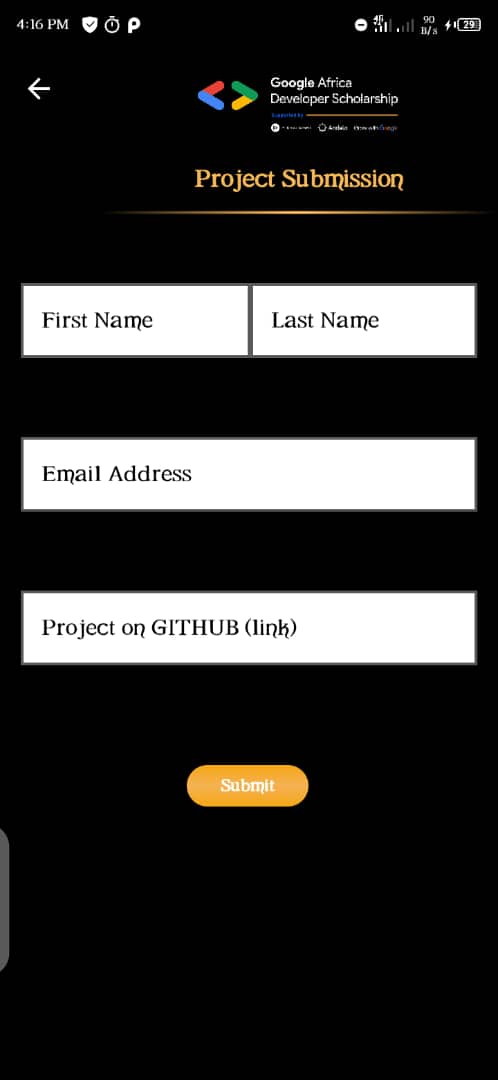 4:16 PM
4G
90
B/s
29
Google Africa
Developer Scholarship
Supported by
Andela
Grow with Google
Project Submission
First Name
Last Name
Email Address
Project on GITHUB (link)
Submit